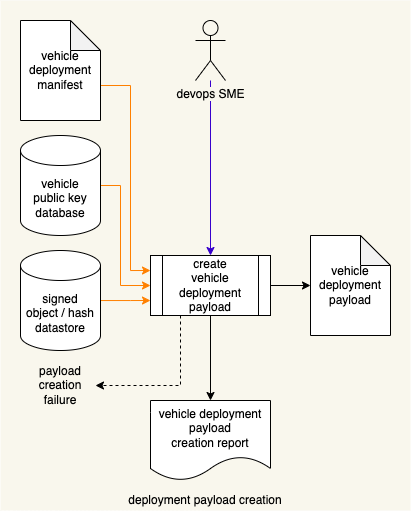 vehicle
deployment
manifest
devops SME
vehicle
public key
database
signed
object / hash
datastore
create
vehicle
deployment
payload
vehicle
deployment
payload
payload
creation
failure
vehicle deployment
payload
creation report
deployment payload creation